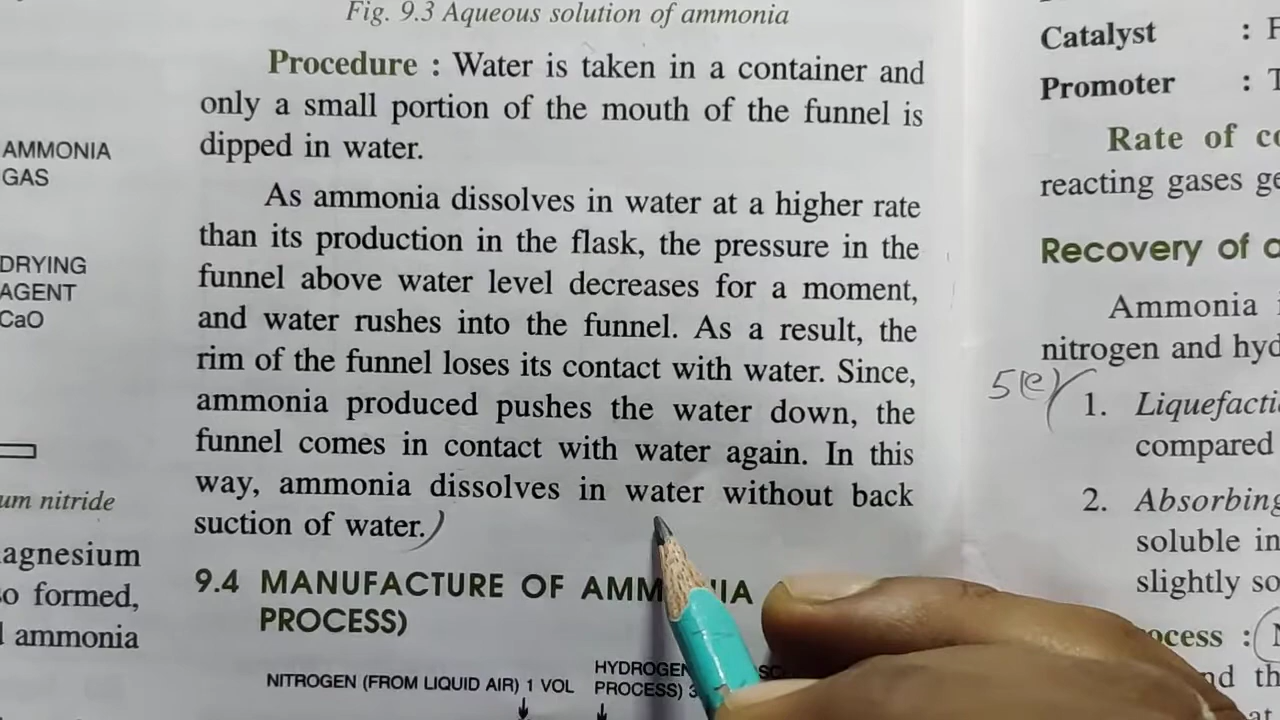 AMMONIA
GAS
DRYING
AGENT
CaO
um nitride
agnesium
so formed,
ammonia
Fig. 9.3 Aqueous solution of ammonia
Procedure : Water is taken in a container and
only a small portion of the mouth of the funnel is
dipped in water.
As ammonia dissolves in water at a higher rate
than its production in the flask, the pressure in the
funnel above water level decreases for a moment,
and water rushes into the funnel. As a result, the
rim of the funnel loses its contact with water. Since,
ammonia produced pushes the water down, the
funnel comes in contact with water again. In this
way, ammonia dissolves in water without back
suction of water.)
9.4 MANUFACTURE OF
PROCESS)
NITROGEN (FROM LIQUID AIR) 1 VOL
HYDROGEN
PROCESS) 3
Catalyst :
Promoter :
Rate of
reacting gases
Recovery of
Ammonia
nitrogen and
5(e)
1. Liquefacti
compared
2. Absorbing
soluble in
slightly
ocess :